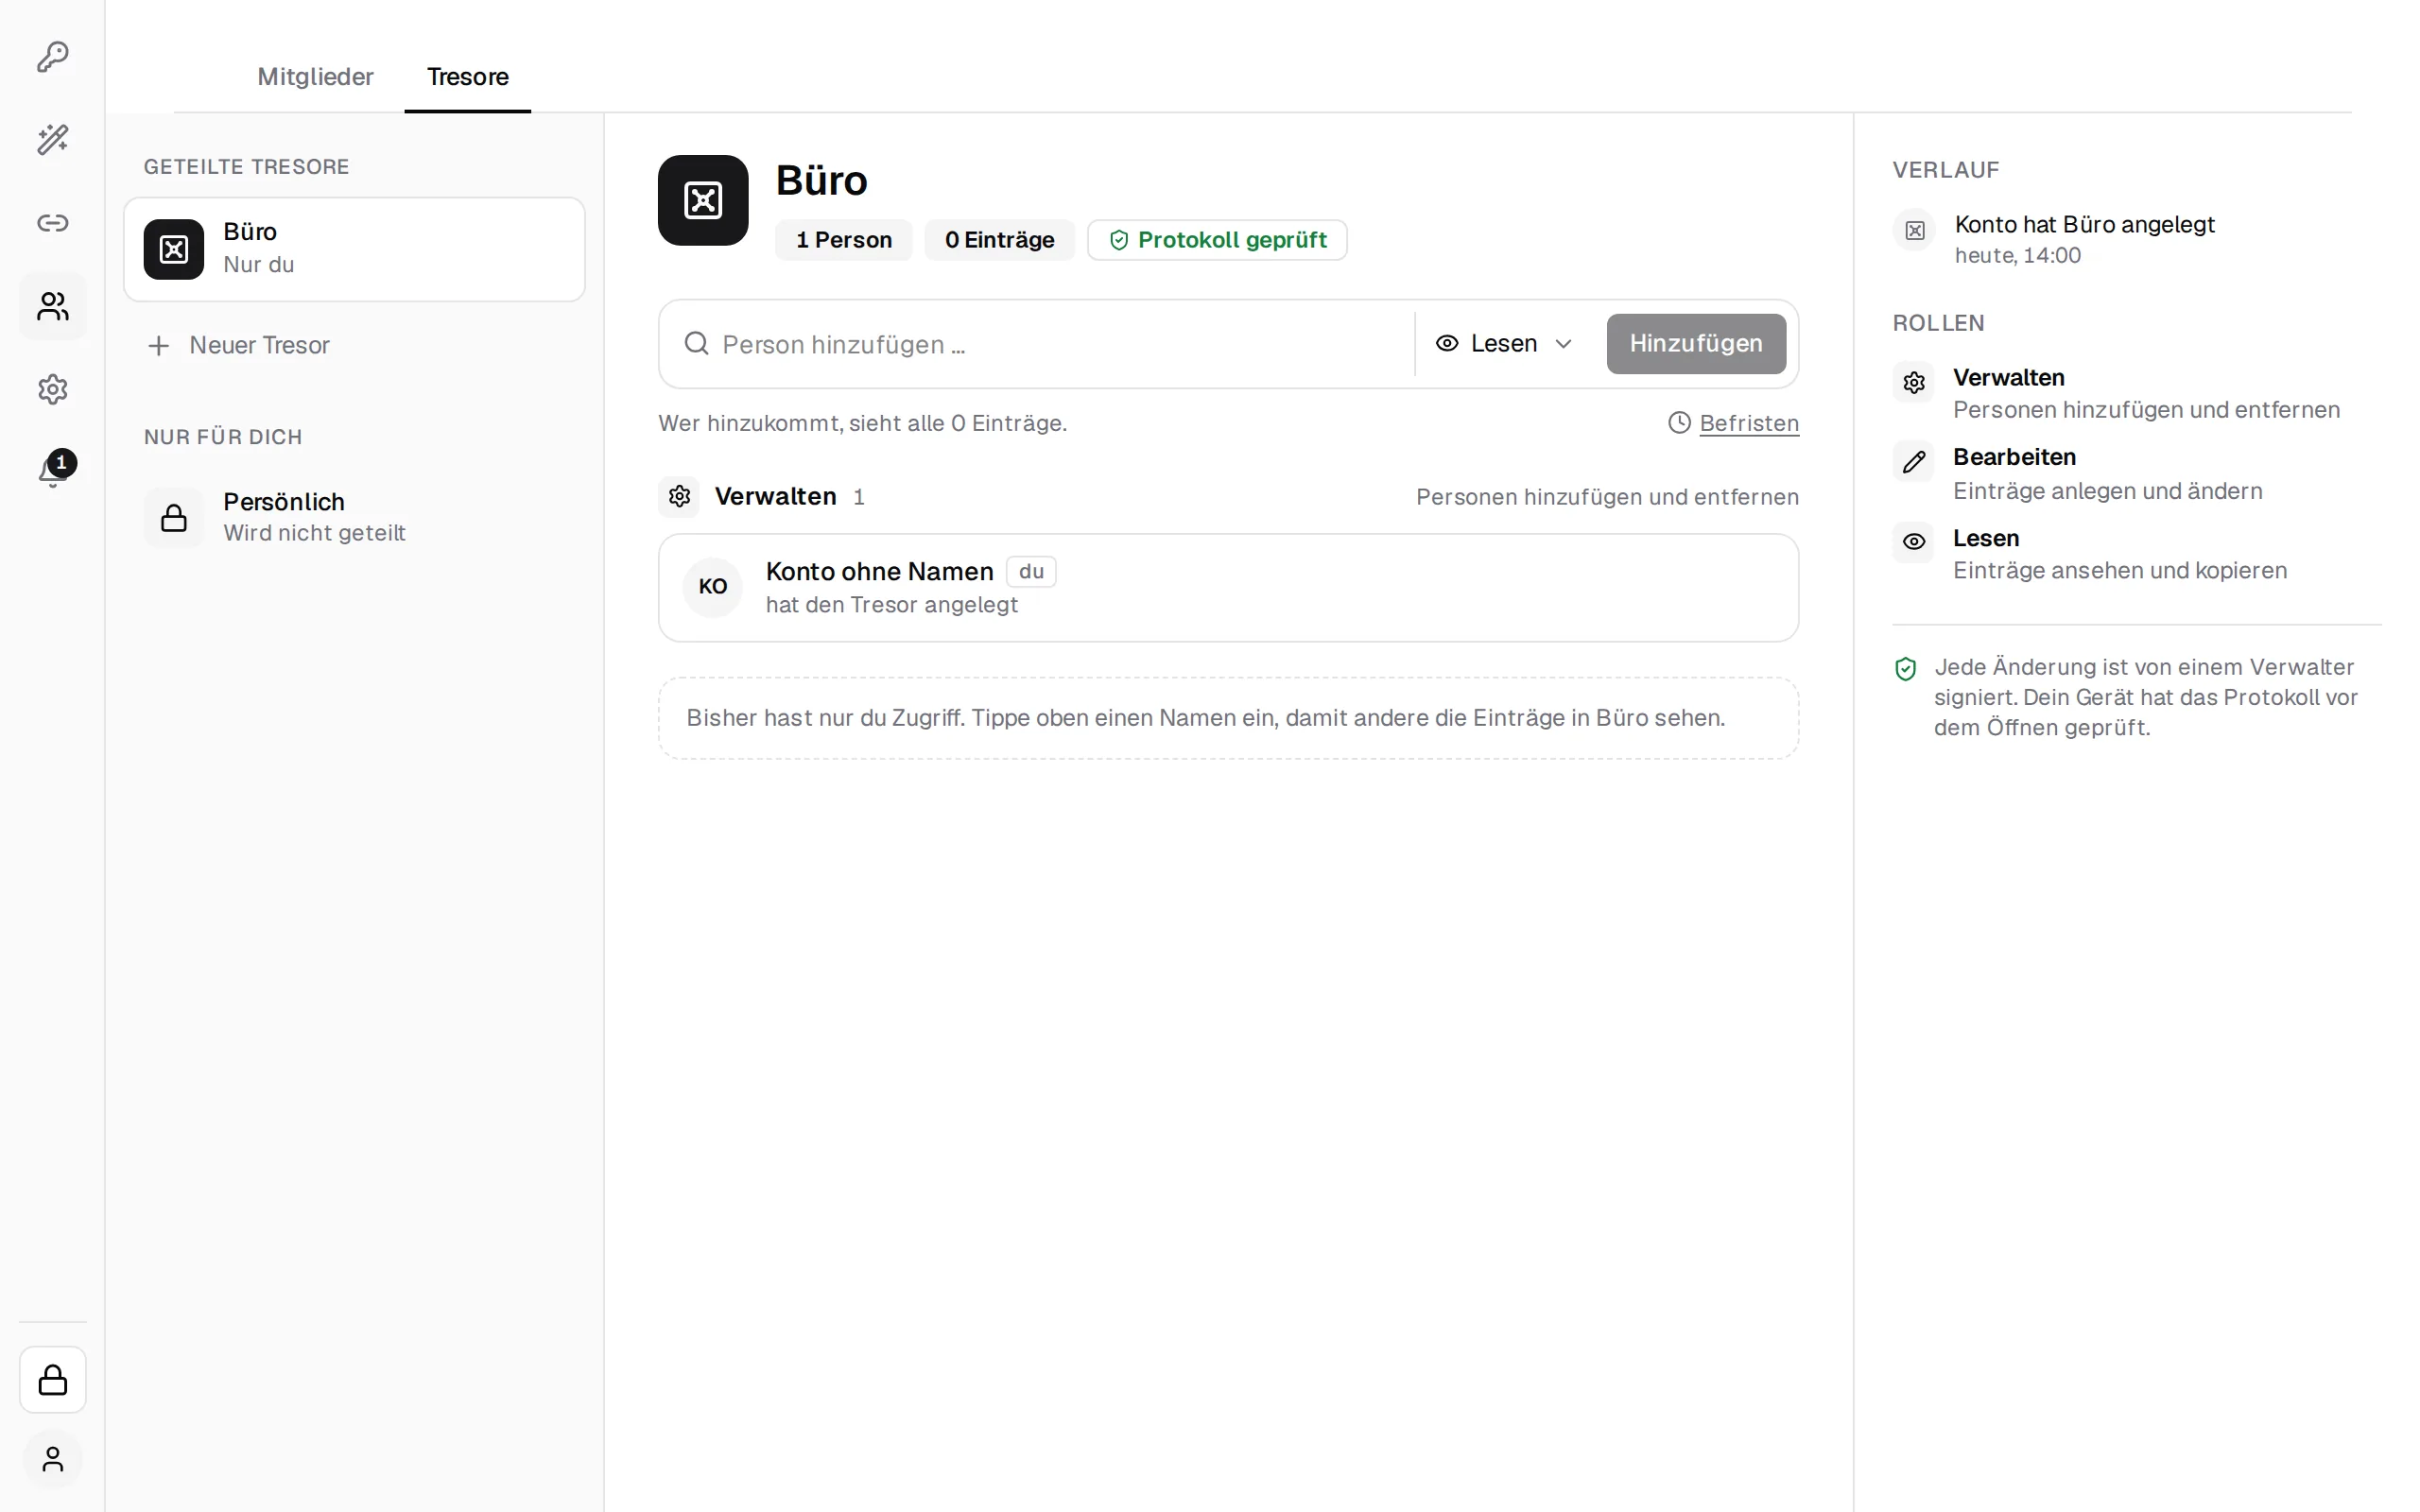 Mitglieder
Tresore
GETEILTE TRESORE
Büro
Nur du
Neuer Tresor
NUR FÜR DICH
Persönlich
Wird nicht geteilt
1
Büro
1 Person
0 Einträge
Protokoll geprüft
Person hinzufügen ...
Lesen
Hinzufügen
Wer hinzukommt, sieht alle 0 Einträge.
Befristen
Verwalten 1
Personen hinzufügen und entfernen
KO
Konto ohne Namen du
hat den Tresor angelegt
Bisher hast nur du Zugriff. Tippe oben einen Namen ein, damit andere die Einträge in Büro sehen.
VERLAUF
Konto hat Büro angelegt
heute, 14:00
ROLLEN
Verwalten
Personen hinzufügen und entfernen
Bearbeiten
Einträge anlegen und ändern
Lesen
Einträge ansehen und kopieren
Jede Änderung ist von einem Verwalter
signiert. Dein Gerät hat das Protokoll vor
dem Öffnen geprüft.